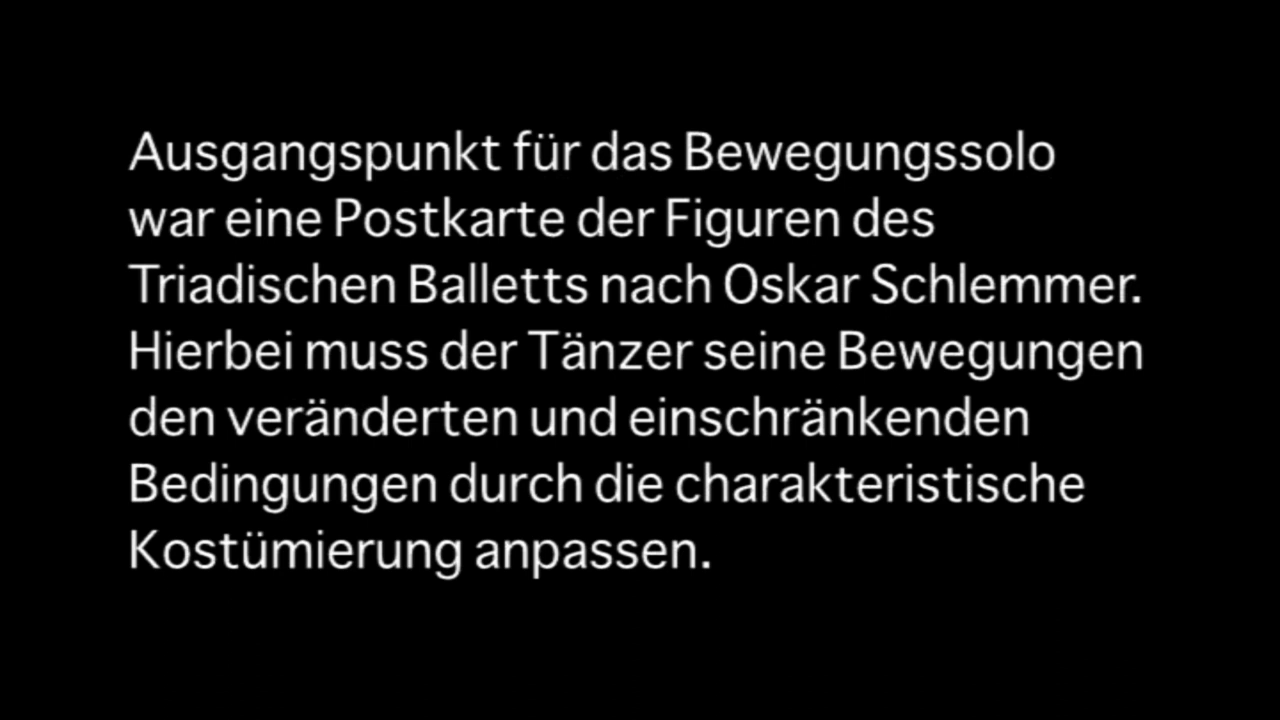 Ausgangspunkt für das Bewegungssolo
war eine Postkarte der Figuren des
Triadischen Balletts nach Oskar Schlemmer.
Hierbei muss der Tänzer seine Bewegungen
den veränderten und einschränkenden
Bedingungen durch die charakteristische
Kostümierung anpassen.